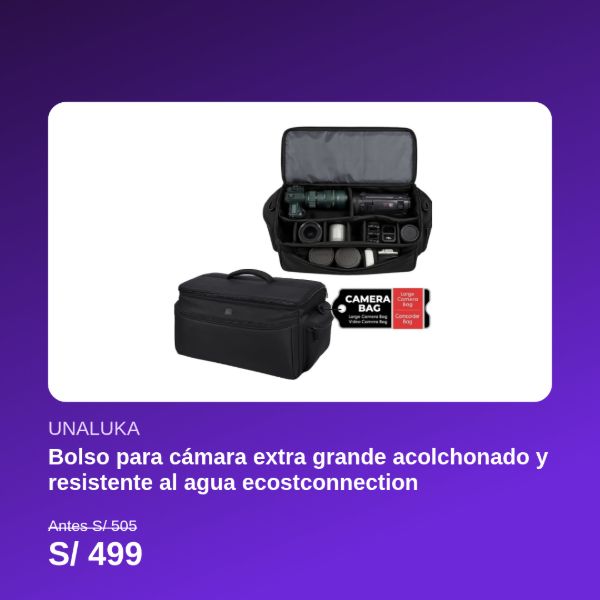 CAMERA
BAG
Large Camera Bag
Video Camera Bag
Large
Camera
Bag
Camcorder
Bag
UNALUKA
Bolso para cámara extra grande acolchonado y
resistente al agua ecostconnection
Antes S/ 505
S/ 499